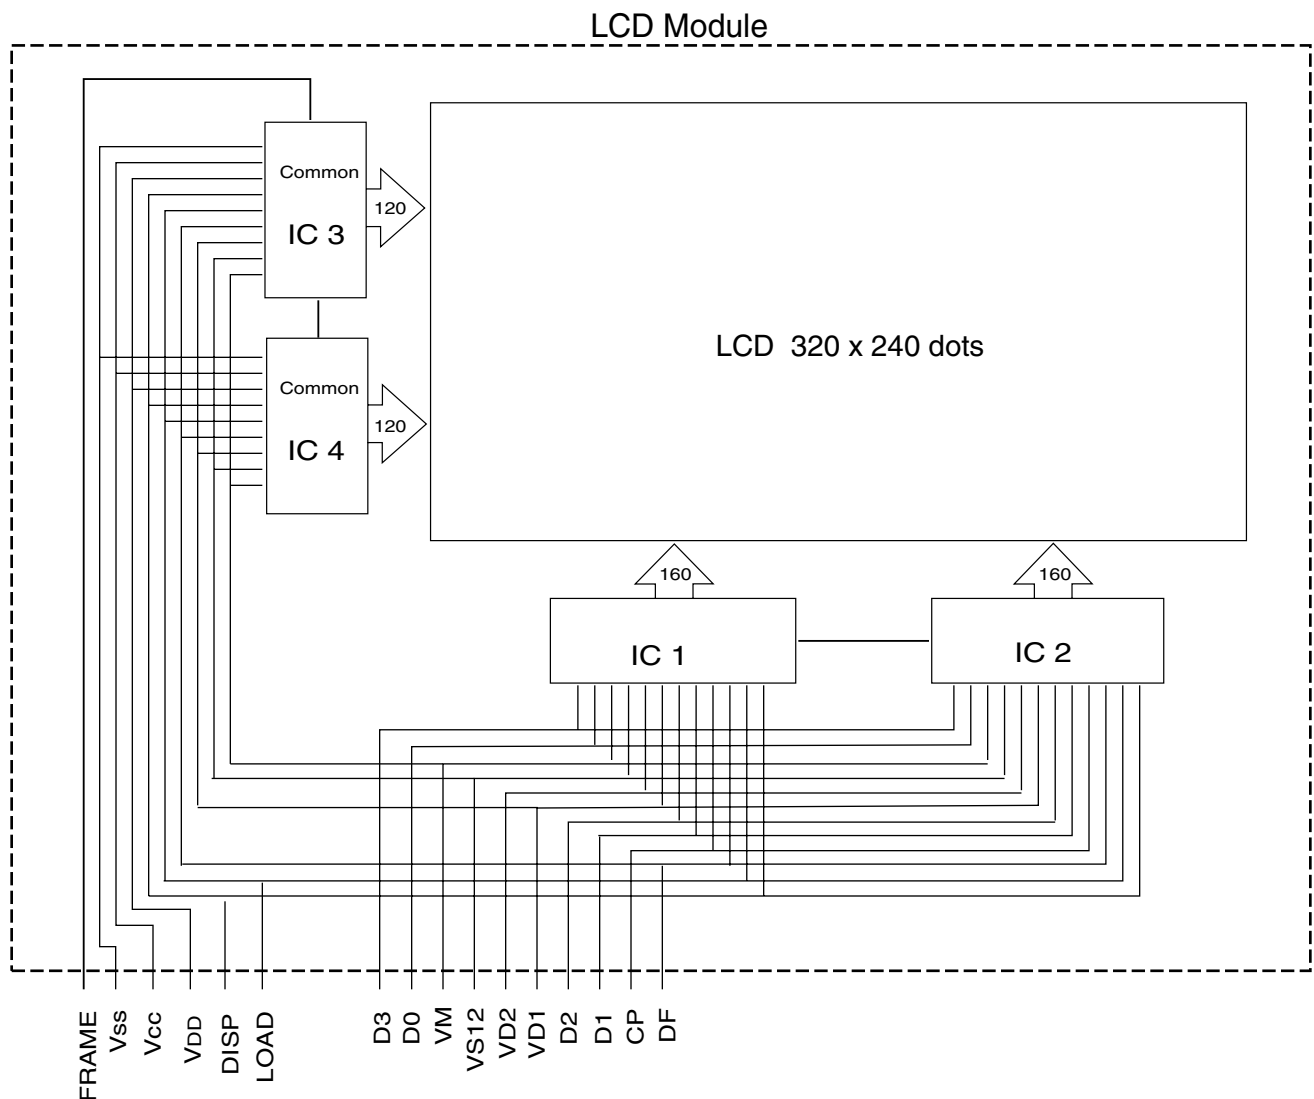 LCD Module
Common
IC 3
120
LCD 320 x 240 dots
Common
IC 4
120
160
160
IC 1
IC 2
FRAME
Vss
Vcc
VDD
DISP
LOAD
D3
D0
VM
VS12
VD2
VD1
D2
D1
CP
DF